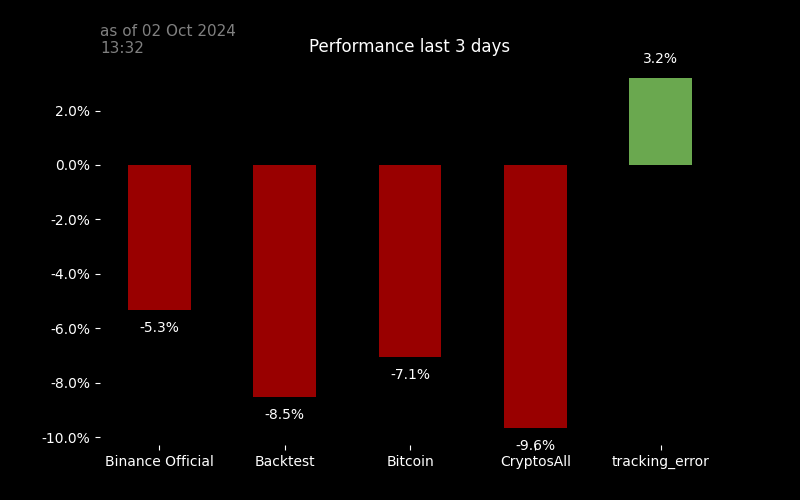 as of 02 Oct 2024
13:32
Performance last 3 days
3.2%
2.0%
0.0%
-2.0%
-4.0%
-6.0%
-8.0%
-10.0%
-5.3%
-8.5%
-7.1%
-9.6%
Binance Official
Backtest
Bitcoin
CryptosAll
tracking_error